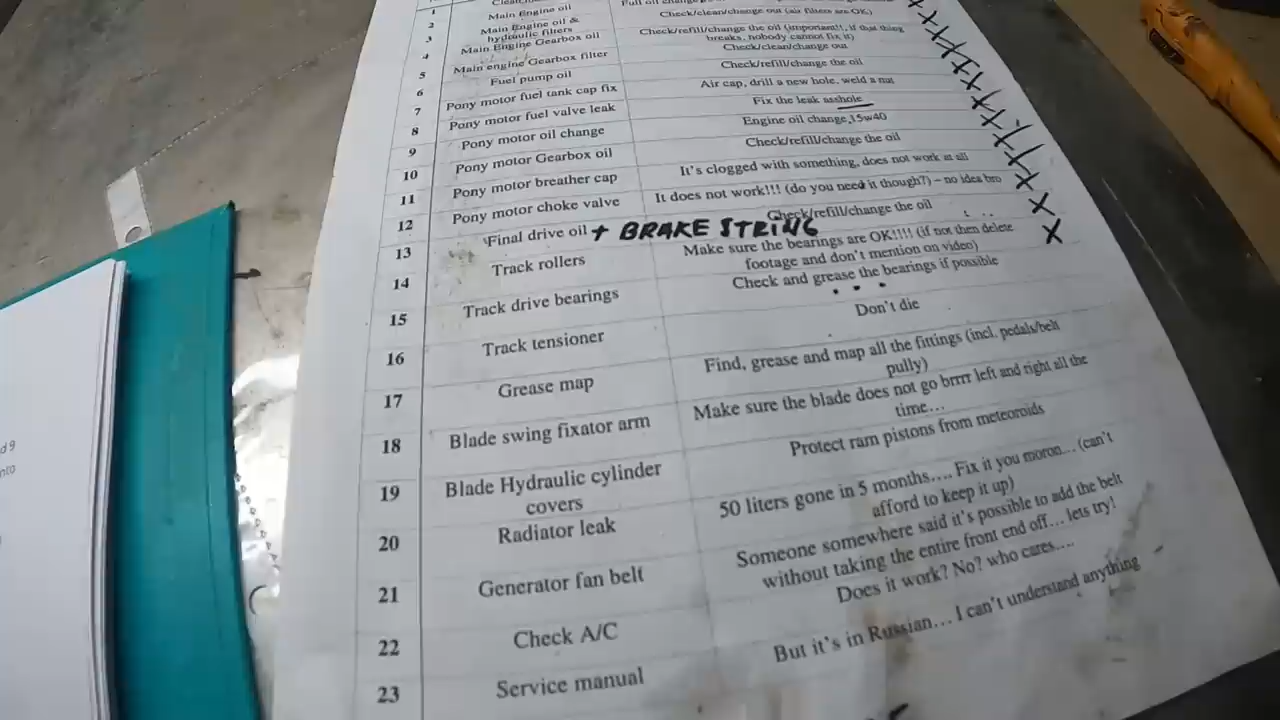 1 Main Engine oil
Check/clean/change out (air filters are OK)
2 Main Engine oil & hydraulic filters
Check/refill/change the oil (important!!, if that thing
breaks, nobody cannot fix it)
3 Main Engine Gearbox oil
Check/clean/change out
4 Main engine Gearbox filter
Check/refill/change the oil
5 Fuel pump oil
Air cap, drill a new hole, weld a nut
6 Pony motor fuel tank cap fix
Fix the leak asshole
7 Pony motor fuel valve leak
Engine oil change,15w40
8 Pony motor oil change
Check/refill/change the oil
9 Pony motor Gearbox oil
It's clogged with something, does not work at all
10 Pony motor breather cap
It does not work!!! (do you need it though?) – no idea bro
11 Pony motor choke valve
Check/refill/change the oil
12 Final drive oil + BRAKE STRING
Make sure the bearings are OK!!!! (if not then delete
footage and don't mention on video)
13 Track rollers
Check and grease the bearings if possible
14 Track drive bearings
Don't die
15 Track tensioner
Find, grease and map all the fittings (incl. pedals/belt
pully)
16 Grease map
Make sure the blade does not go brrrr left and right all the
time…
17 Blade swing fixator arm
Protect ram pistons from meteoroids
18 Blade Hydraulic cylinder
covers
50 liters gone in 5 months…. Fix it you moron… (can't
afford to keep it up)
19 Radiator leak
Someone somewhere said it's possible to add the belt
without taking the entire front end off… lets try!
20 Generator fan belt
Does it work? No? who cares….
21 Check A/C
But it's in Russian… I can't understand anything
22 Service manual
23
d 9
nto